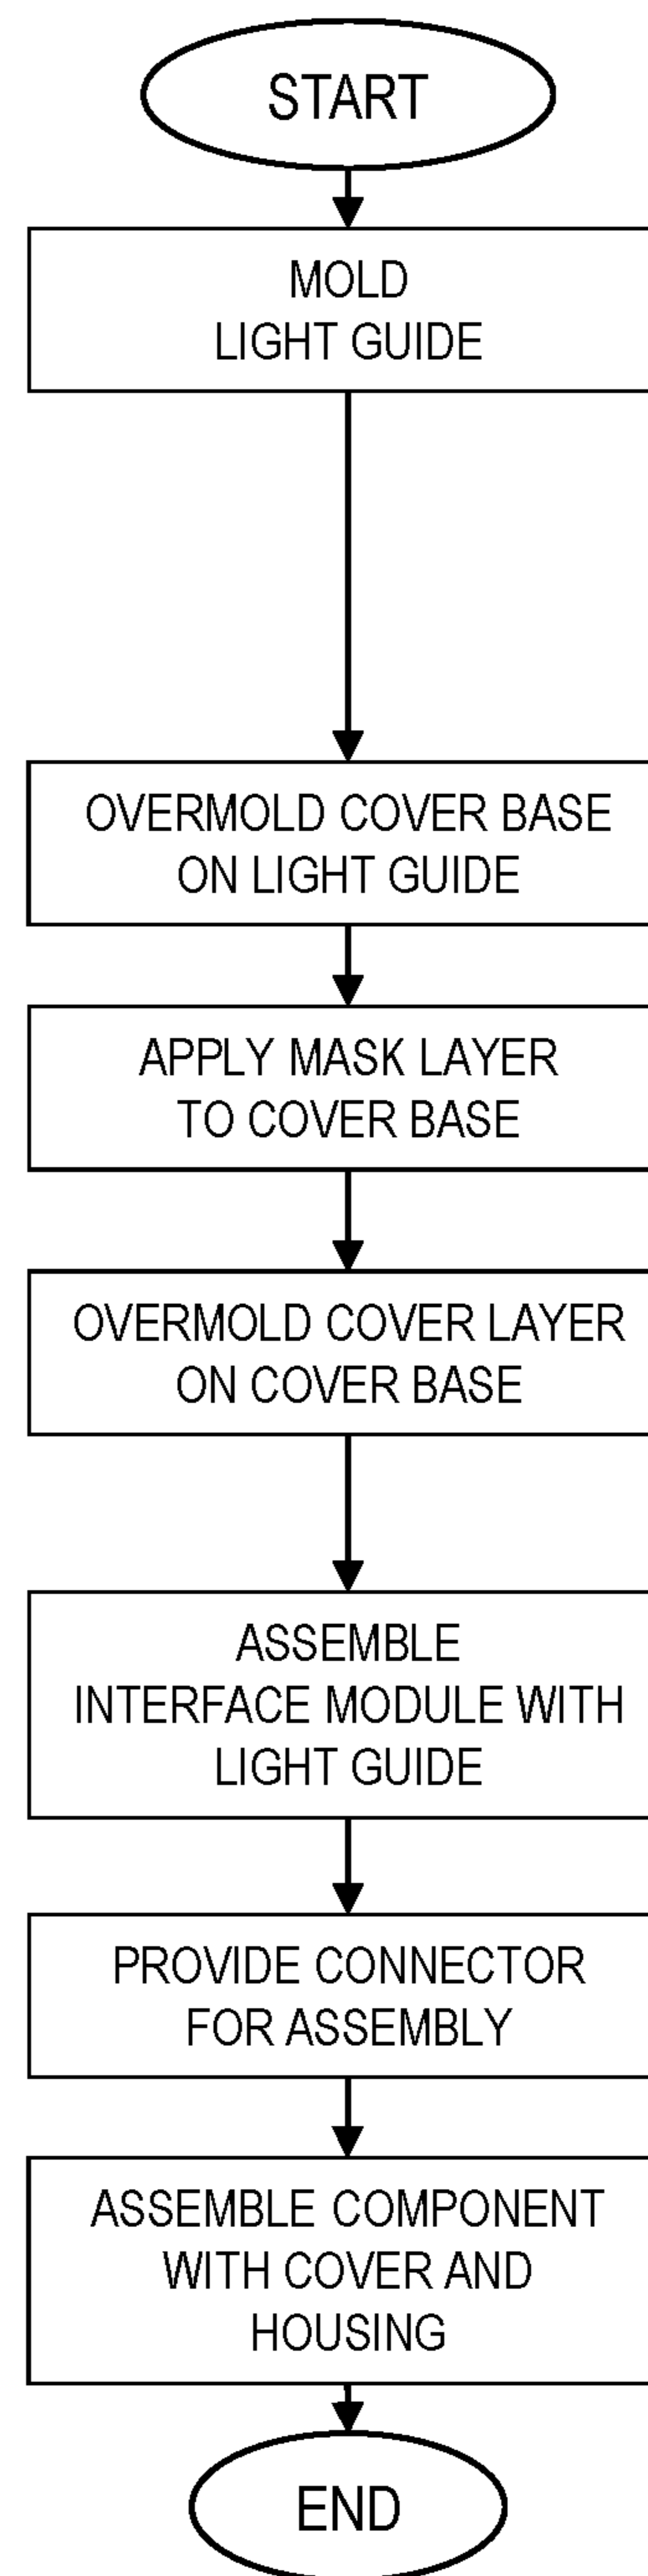 START
MOLD
LIGHT GUIDE
OVERMOLD COVER BASE
ON LIGHT GUIDE
APPLY MASK LAYER
TO COVER BASE
OVERMOLD COVER LAYER
ON COVER BASE
ASSEMBLE
INTERFACE MODULE WITH
LIGHT GUIDE
PROVIDE CONNECTOR
FOR ASSEMBLY
ASSEMBLE COMPONENT
WITH COVER AND
HOUSING
END